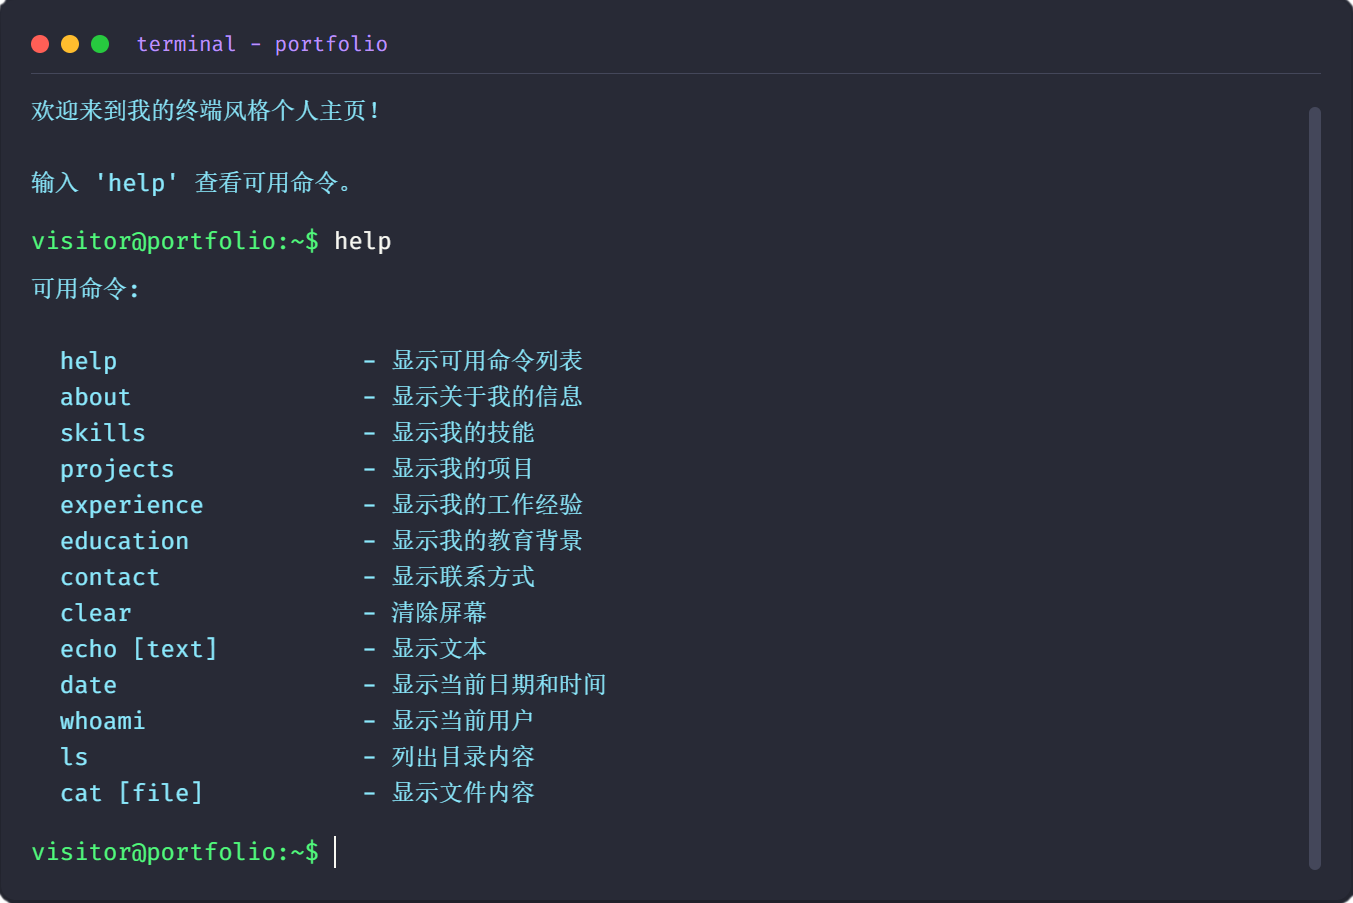 terminal - portfolio
欢迎来到我的终端风格个人主页!
输入 'help' 查看可用命令。
visitor@portfolio:~$ help
可用命令:
help - 显示可用命令列表
about - 显示关于我的信息
skills - 显示我的技能
projects - 显示我的项目
experience - 显示我的工作经验
education - 显示我的教育背景
contact - 显示联系方式
clear - 清除屏幕
echo [text] - 显示文本
date - 显示当前日期和时间
whoami - 显示当前用户
ls - 列出目录内容
cat [file] - 显示文件内容
visitor@portfolio:~$